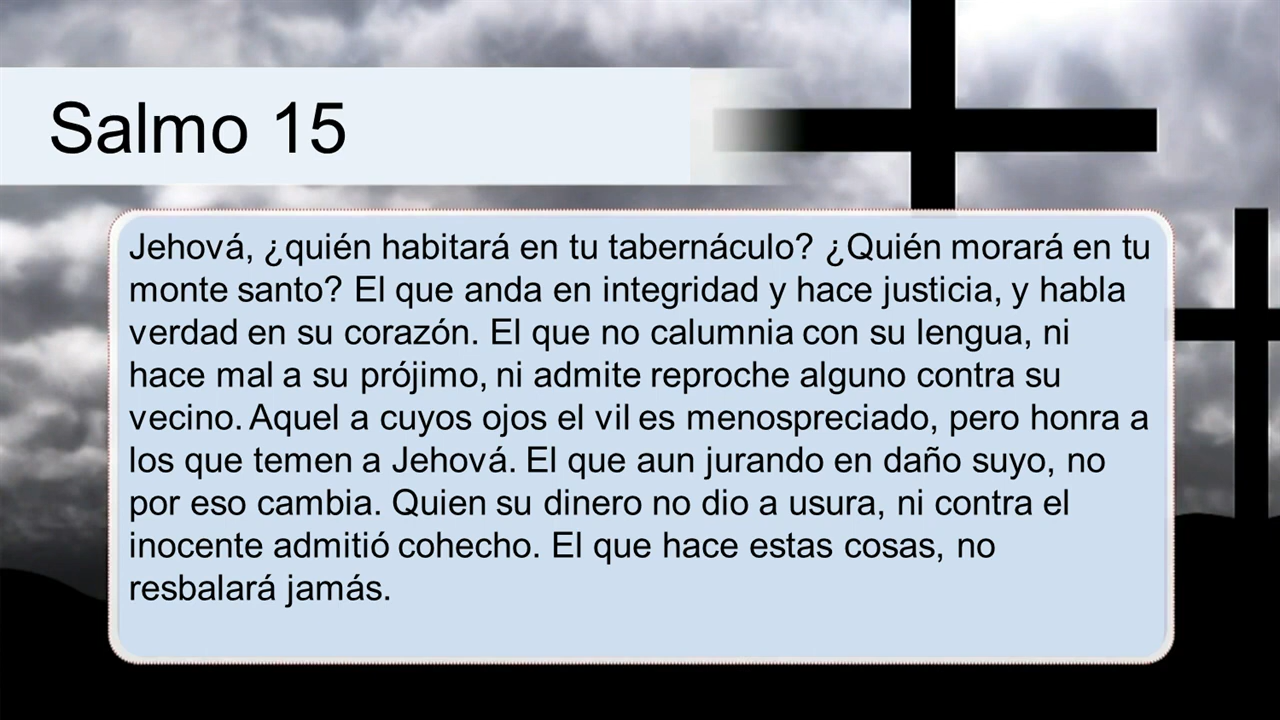 Salmo 15
Jehová, ¿quién habitará en tu tabernáculo? ¿Quién morará en tu
monte santo? El que anda en integridad y hace justicia, y habla
verdad en su corazón. El que no calumnia con su lengua, ni
hace mal a su prójimo, ni admite reproche alguno contra su
vecino. Aquel a cuyos ojos el vil es menospreciado, pero honra a
los que temen a Jehová. El que aun jurando en daño suyo, no
por eso cambia. Quien su dinero no dio a usura, ni contra el
inocente admitió cohecho. El que hace estas cosas, no
resbalará jamás.